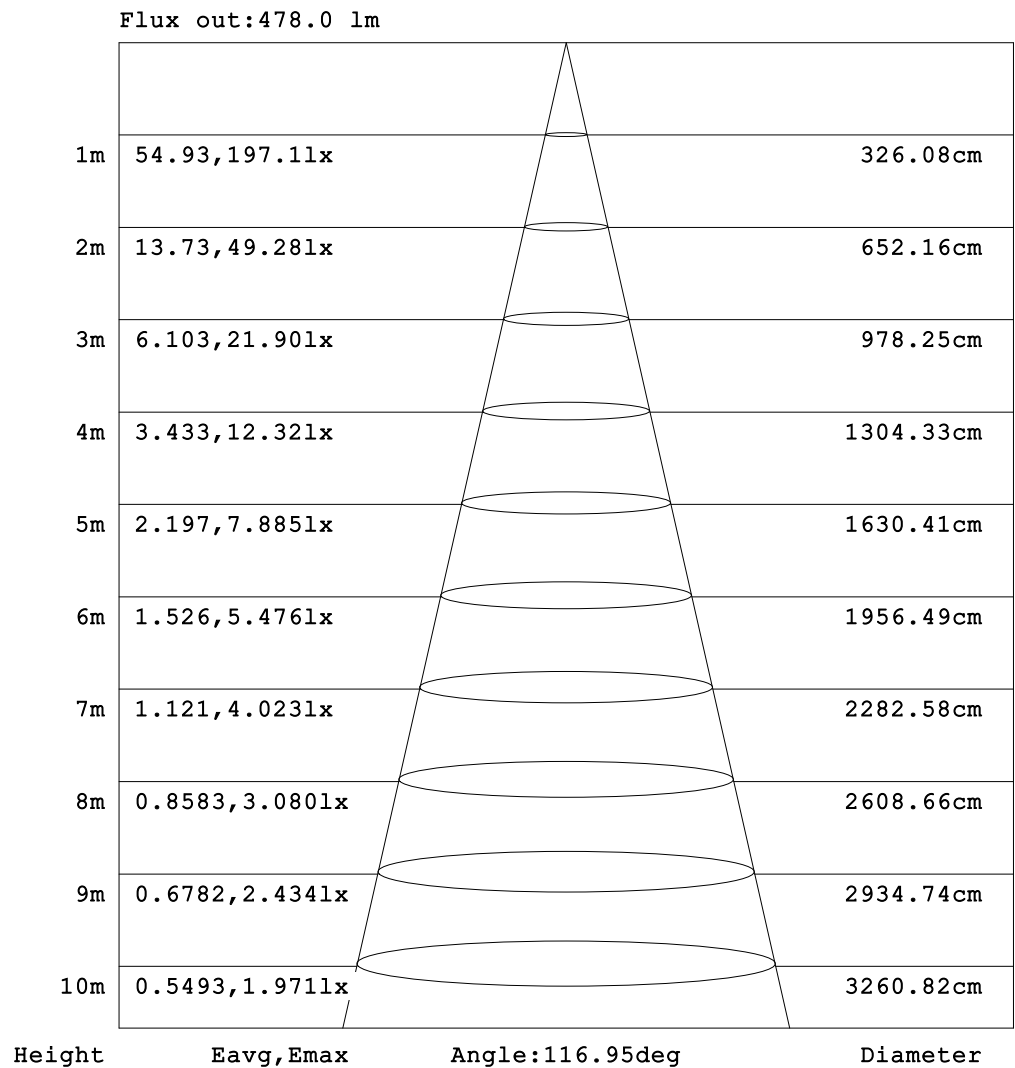 Flux out:478.0 lm
1m 54.93,197.1lx 326.08cm
2m 13.73,49.28lx 652.16cm
3m 6.103,21.90lx 978.25cm
4m 3.433,12.32lx 1304.33cm
5m 2.197,7.885lx 1630.41cm
6m 1.526,5.476lx 1956.49cm
7m 1.121,4.023lx 2282.58cm
8m 0.8583,3.080lx 2608.66cm
9m 0.6782,2.434lx 2934.74cm
10m 0.5493,1.971lx 3260.82cm
Height Eavg,Emax Angle:116.95deg Diameter